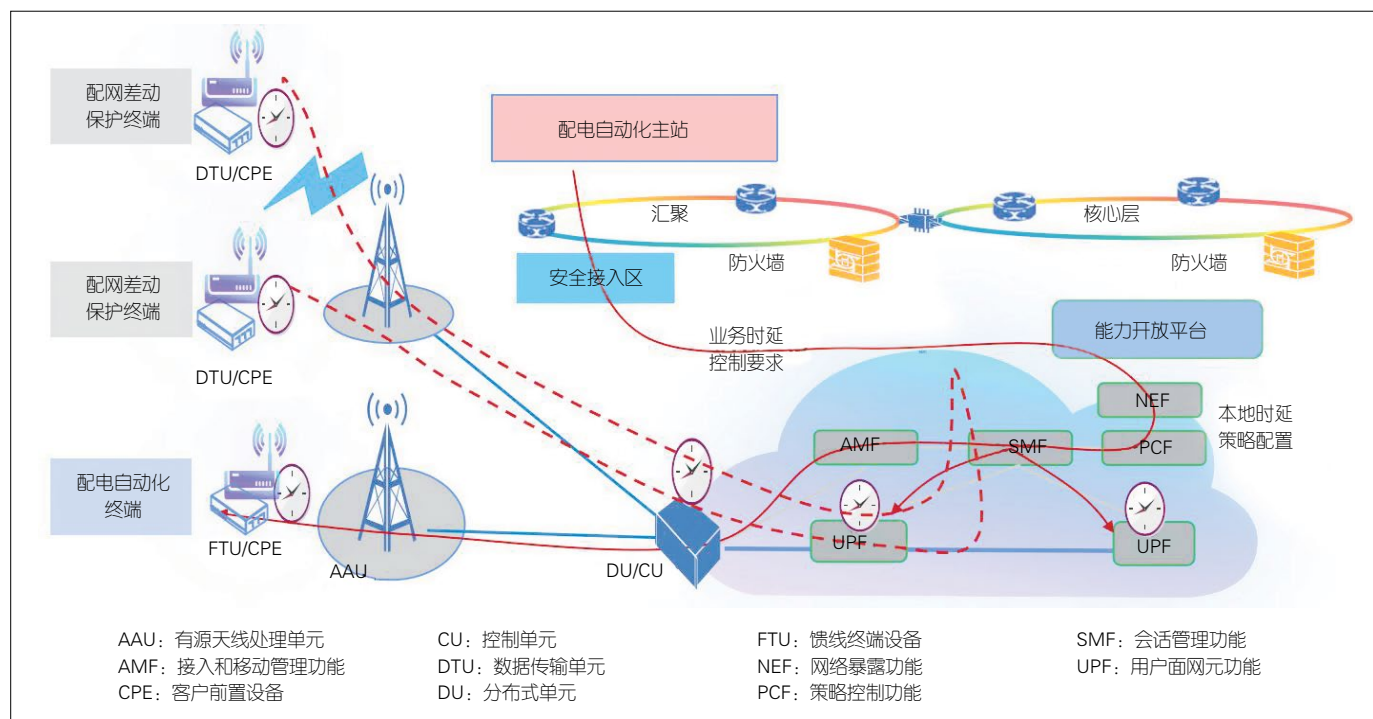 配网差动
保护终端
DTU/CPE
配电自动化主站
汇聚
核心层
防火墙
防火墙
安全接入区
配网差动
保护终端
DTU/CPE
业务时延
控制要求
能力开放平台
NEF
本地时延
策略配置
AMF
SMF
PCF
配电自动化
终端
FTU/CPE
AAU
DU/CU
UPF
UPF
AAU：有源天线处理单元
CU：控制单元
FTU：馈线终端设备
SMF：会话管理功能
AMF：接入和移动管理功能
DTU：数据传输单元
NEF：网络暴露功能
UPF：用户面网元功能
CPE：客户前置设备
DU：分布式单元
PCF：策略控制功能